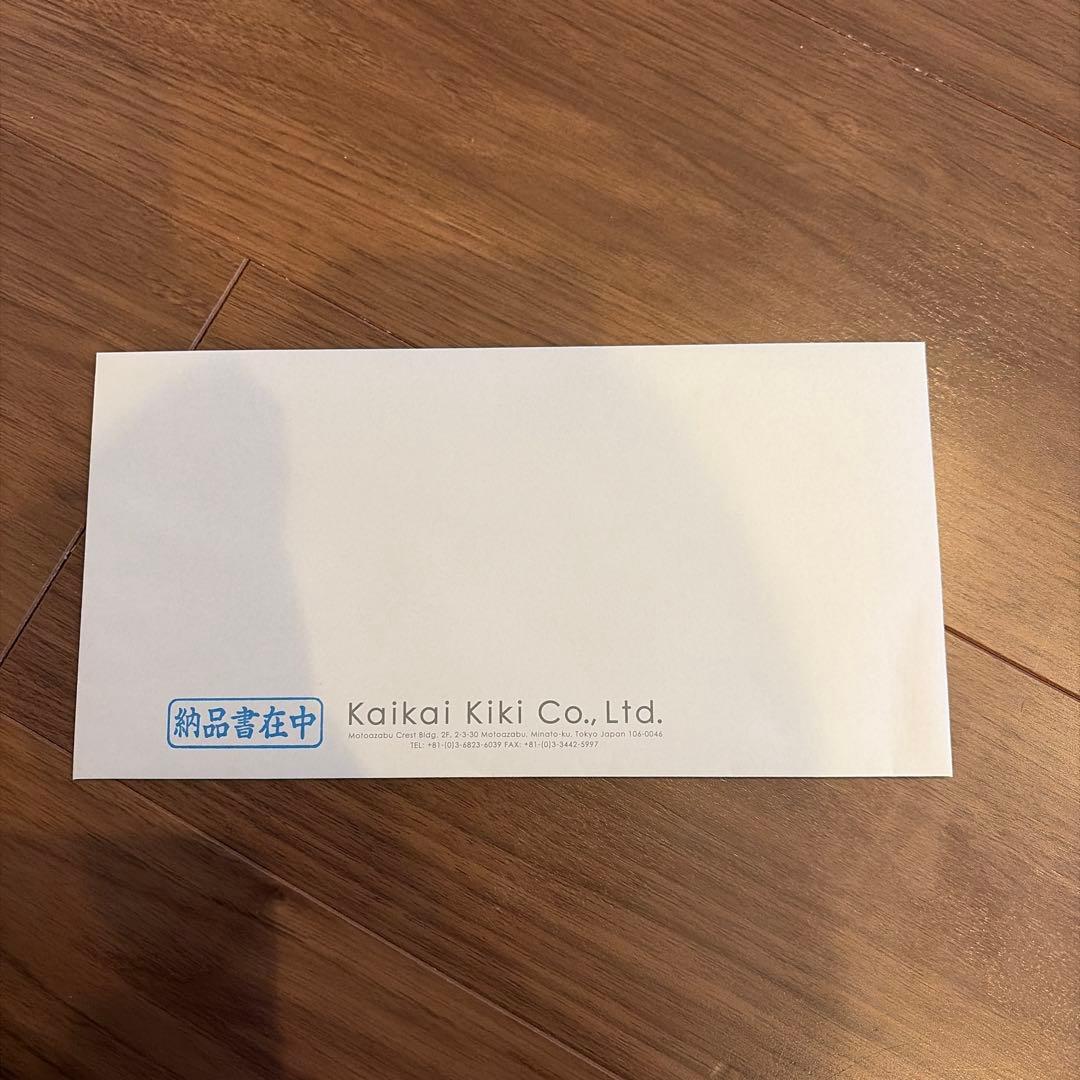 納品書在中
Kaikai Kiki Co., Ltd.
Motoazabu Crest Bldg. 2F, 2-3-30 Motoazabu, Minato-ku, Tokyo Japan 106-0046
TEL: +81-(0)3-6823-6039 FAX: +81-(0)3-3442-5997